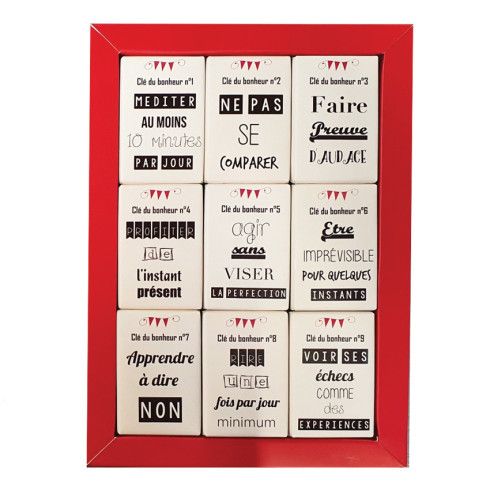 Clé du bonheur n°1
MEDITER
AU MOINS
10 minutes
PAR JOUR
Clé du bonheur n°2
NE PAS
SE
COMPARER
Clé du bonheur n°3
Faire
Preuve
D'AUDACE
Clé du bonheur n°4
PROFITER
de
l'instant
présent
Clé du bonheur n°5
agir
sans
VISER
LA PERFECTION
Clé du bonheur n°6
Etre
IMPRÉVISIBLE
POUR QUELQUES
INSTANTS
Clé du bonheur n°7
Apprendre
à dire
NON
Clé du bonheur n°8
RIRE
une
fois par jour
minimum
Clé du bonheur n°9
VOIR SES
échecs
COMME
des
EXPERIENCES